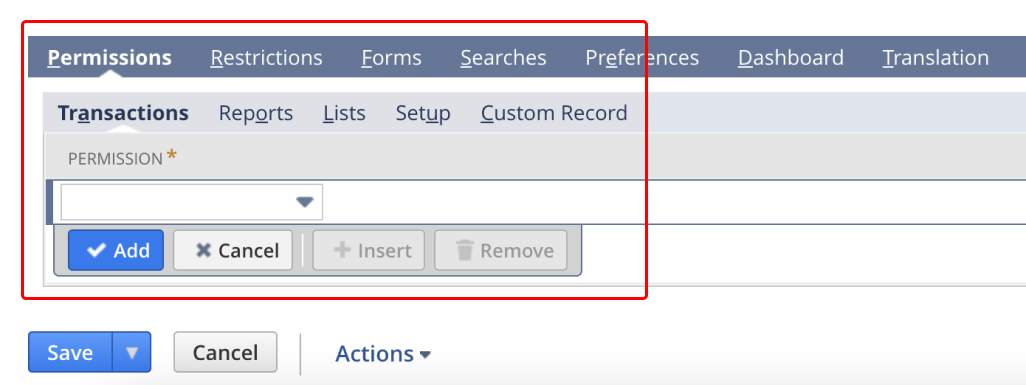 Permissions Restrictions Forms Searches Preferences Dashboard Translation
Transactions Reports Lists Setup Custom Record
PERMISSION *
Add Cancel Insert Remove
Save Cancel Actions